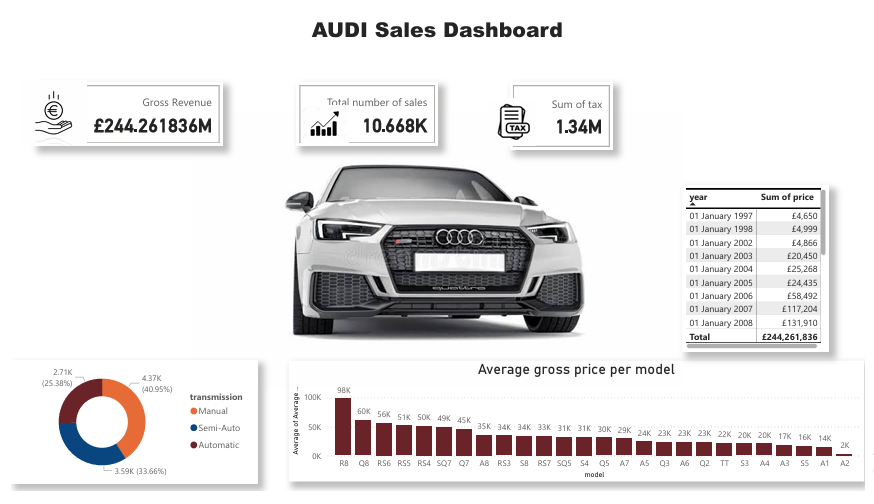 AUDI Sales Dashboard
Gross Revenue
£244.261836M
Total number of sales
10.668K
TAX
Sum of tax
1.34M
quattro
year Sum of price
01 January 1997 £4,650
01 January 1998 £4,999
01 January 2002 £4,866
01 January 2003 £20,450
01 January 2004 £25,268
01 January 2005 £24,435
01 January 2006 £58,492
01 January 2007 £117,204
01 January 2008 £131,910
Total £244,261,836
2.71K
(25.38%)
4.37K
(40.95%)
3.59K (33.66%)
transmission
Manual
Semi-Auto
Automatic
Average gross price per model
Average of Average ...
100K
50K
0K
98K 60K 56K 51K 50K 49K 45K 35K 34K 34K 33K 31K 31K 30K 29K 24K 23K 23K 22K 20K 20K 17K 16K 14K 2K
R8 Q8 RS6 RS5 RS4 SQ7 Q7 A8 RS3 S8 RS7 SQ5 S4 Q5 A7 A5 Q3 A6 Q2 TT S3 A4 A3 S5 A1 A2
model